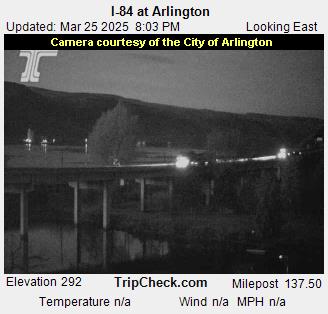 I-84 at Arlington
Updated: Mar 25 2025 8:03 PM Looking East
Camera courtesy of the City of Arlington
Elevation 292 TripCheck.com Milepost 137.50
Temperature n/a Wind n/a MPH n/a